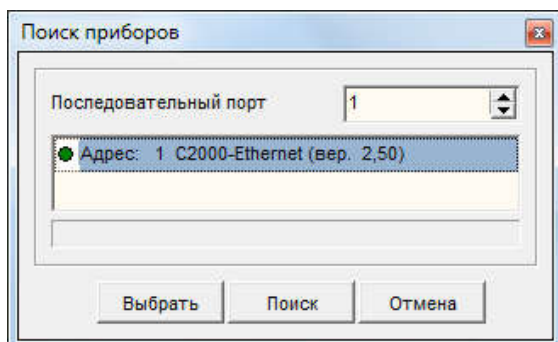 Поиск приборов
Последовательный порт 1
Адрес: 1 С2000-Ethernet (вер. 2,50)
Выбрать Поиск Отмена